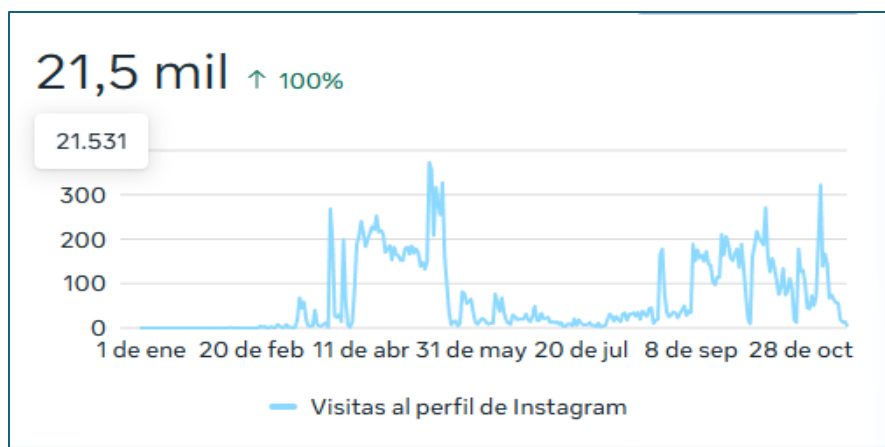 21,5 mil ↑ 100%
21.531
300
200
100
0
1 de ene 20 de feb 11 de abr 31 de may 20 de jul 8 de sep 28 de oct
Visitas al perfil de Instagram